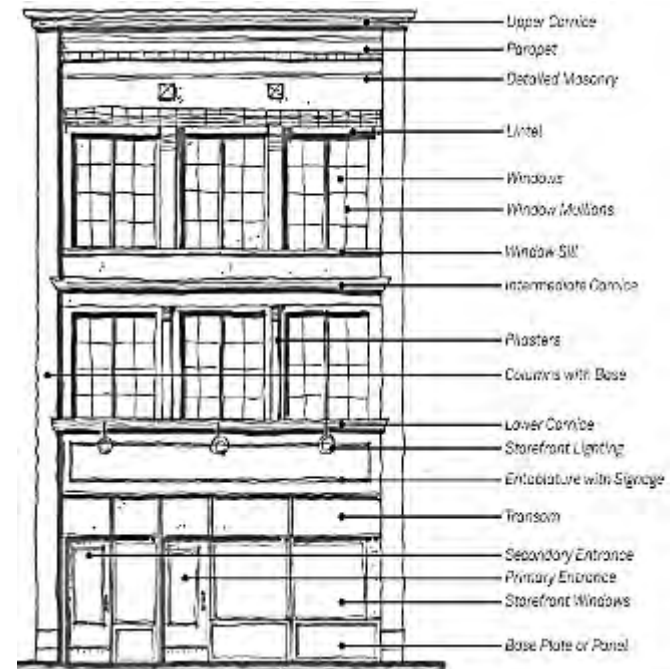 Upper Cornice
Parapet
Detailed Masonry
Lintel
Windows
Window Mullions
Window Sill
Intermediate Cornice
Pilasters
Columns with Base
Lower Cornice
Storefront Lighting
Entablature with Signage
Transom
Secondary Entrance
Primary Entrance
Storefront Windows
Base Plate or Panel